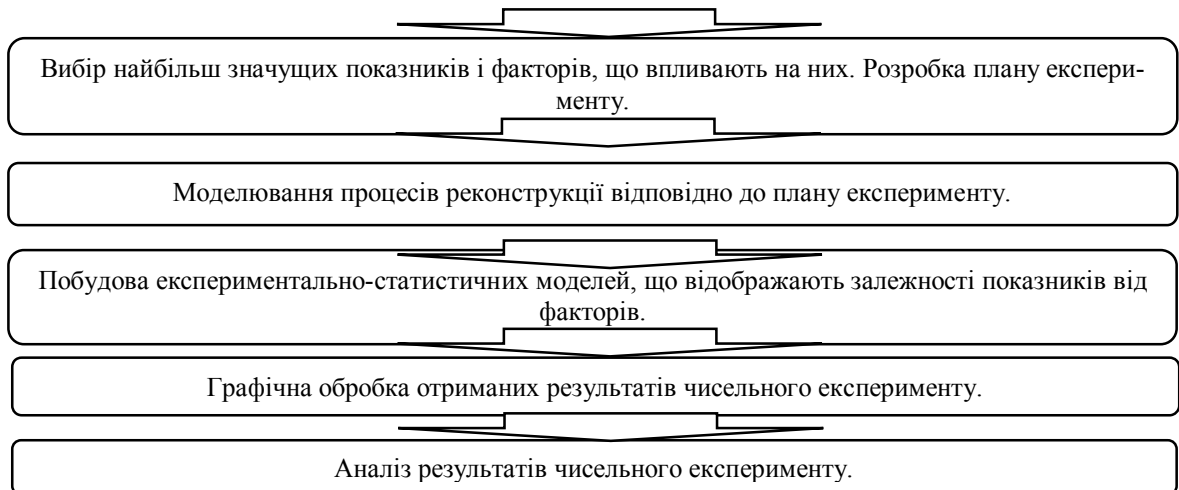 Вибір найбільш значущих показників і факторів, що впливають на них. Розробка плану експери-
менту.
Моделювання процесів реконструкції відповідно до плану експерименту.
Побудова експериментально-статистичних моделей, що відображають залежності показників від
факторів.
Графічна обробка отриманих результатів чисельного експерименту.
Аналіз результатів чисельного експерименту.